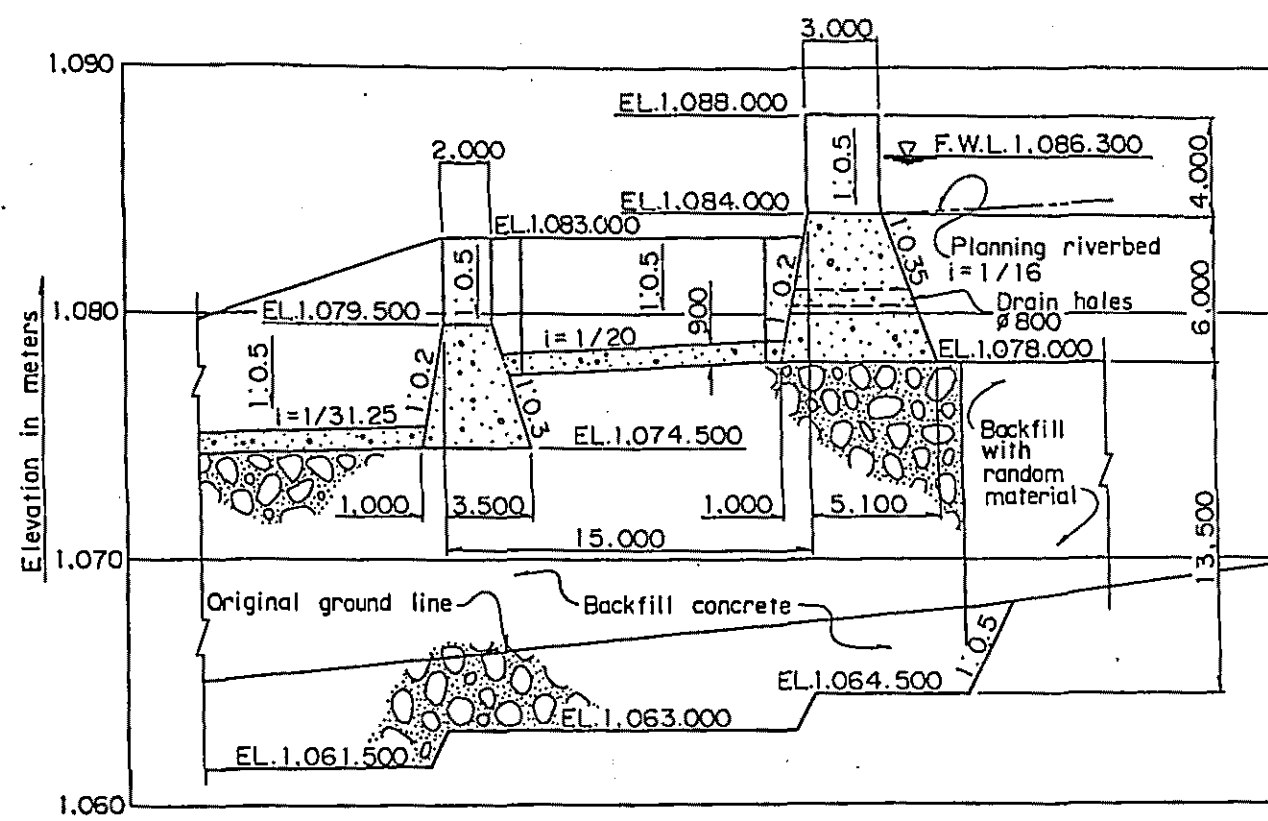 3.000
1.090
EL.1.088.000
2.000
1:0.5
F.W.L.1.086.300
4.000
EL.1.084.000
EL.1.083.000
Planning riverbed
i=1/16
1:0.5
1:0.5
1:0.2
1:0.35
Drain holes
ø800
6.000
1.080
EL.1.079.500
i=1/20
900
EL.1.078.000
1:0.5
1:0.2
i=1/31.25
1:0.3
EL.1.074.500
Backfill
with
random
material
1.000
3.500
1.000
5.100
15.000
Elevation in meters
1.070
13.500
Original ground line
Backfill concrete
1:0.5
EL.1.064.500
EL.1.063.000
EL.1.061.500
1.060